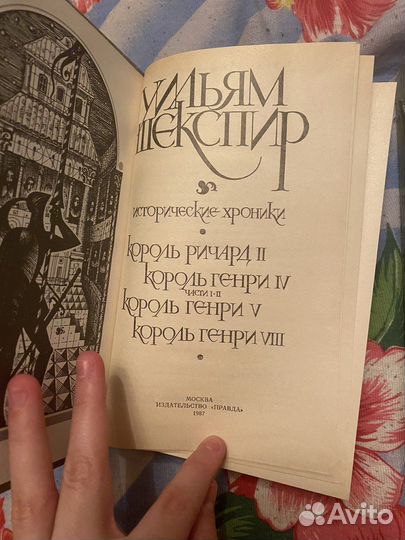 УИЛЬЯМ
ШЕКСПИР
ИСТОРИЧЕСКИЕ ХРОНИКИ
КОРОЛЬ РИЧАРД II
КОРОЛЬ ГЕНРИ IV
ЧАСТИ I-II
КОРОЛЬ ГЕНРИ V
КОРОЛЬ ГЕНРИ VIII
МОСКВА
ИЗДАТЕЛЬСТВО «ПРАВДА»
1987
Avito